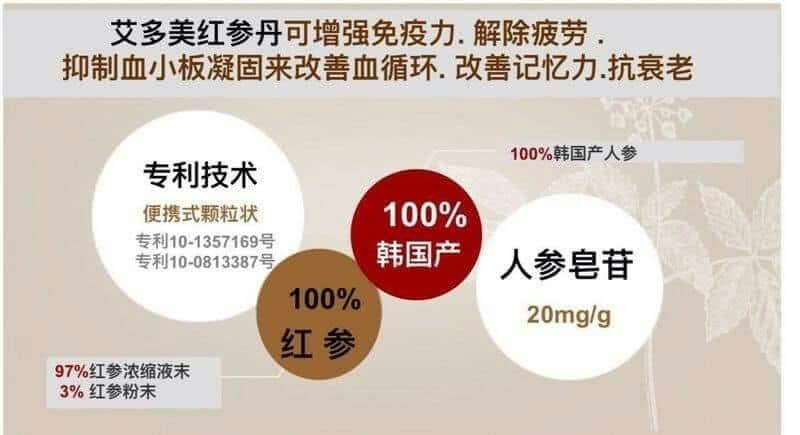 艾多美红参丹可增强免疫力. 解除疲劳 .
抑制血小板凝固来改善血循环. 改善记忆力.抗衰老
专利技术
便携式颗粒状
专利10-1357169号
专利10-0813387号
100%韩国产人参
100%
韩国产
人参皂苷
20mg/g
100%
红 参
97%红参浓缩液末
3% 红参粉末